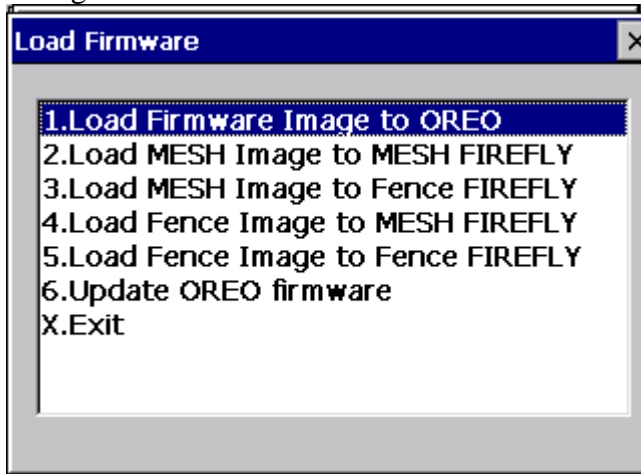 Load Firmware
1.Load Firmware Image to OREO
2.Load MESH Image to MESH FIREFLY
3.Load MESH Image to Fence FIREFLY
4.Load Fence Image to MESH FIREFLY
5.Load Fence Image to Fence FIREFLY
6.Update OREO firmware
X.Exit